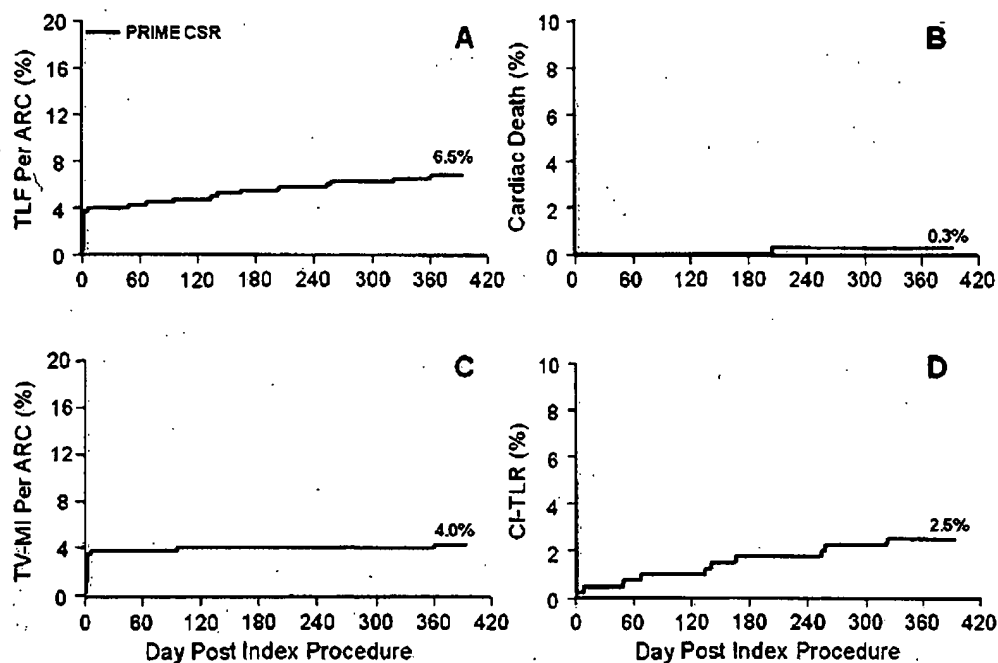 PRIME CSR
A
TLF Per ARC (%)
20
16
12
8
4
0
6.5%
0 60 120 180 240 300 360 420
B
Cardiac Death (%)
10
8
6
4
2
0
0.3%
0 60 120 180 240 300 360 420
C
TV-MI Per ARC (%)
20
16
12
8
4
0
4.0%
0 60 120 180 240 300 360 420
Day Post Index Procedure
D
CI-TLR (%)
10
8
6
4
2
0
2.5%
0 60 120 180 240 300 360 420
Day Post Index Procedure